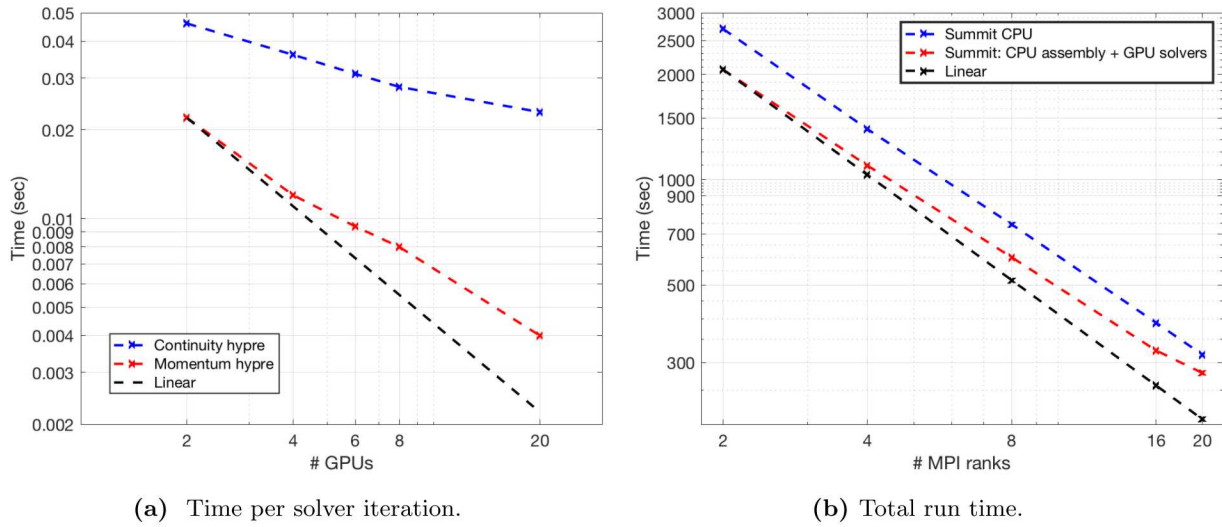 0.05
0.04
0.03
0.02
0.01
0.009
0.008
0.007
0.006
0.005
0.004
0.003
0.002
Time (sec)
Continuity hypre
Momentum hypre
Linear
2 4 6 8 20
# GPUs
(a) Time per solver iteration.
3000
2500
2000
1500
1000
900
700
500
300
Time (sec)
Summit CPU
Summit: CPU assembly + GPU solvers
Linear
2 4 8 16 20
# MPI ranks
(b) Total run time.